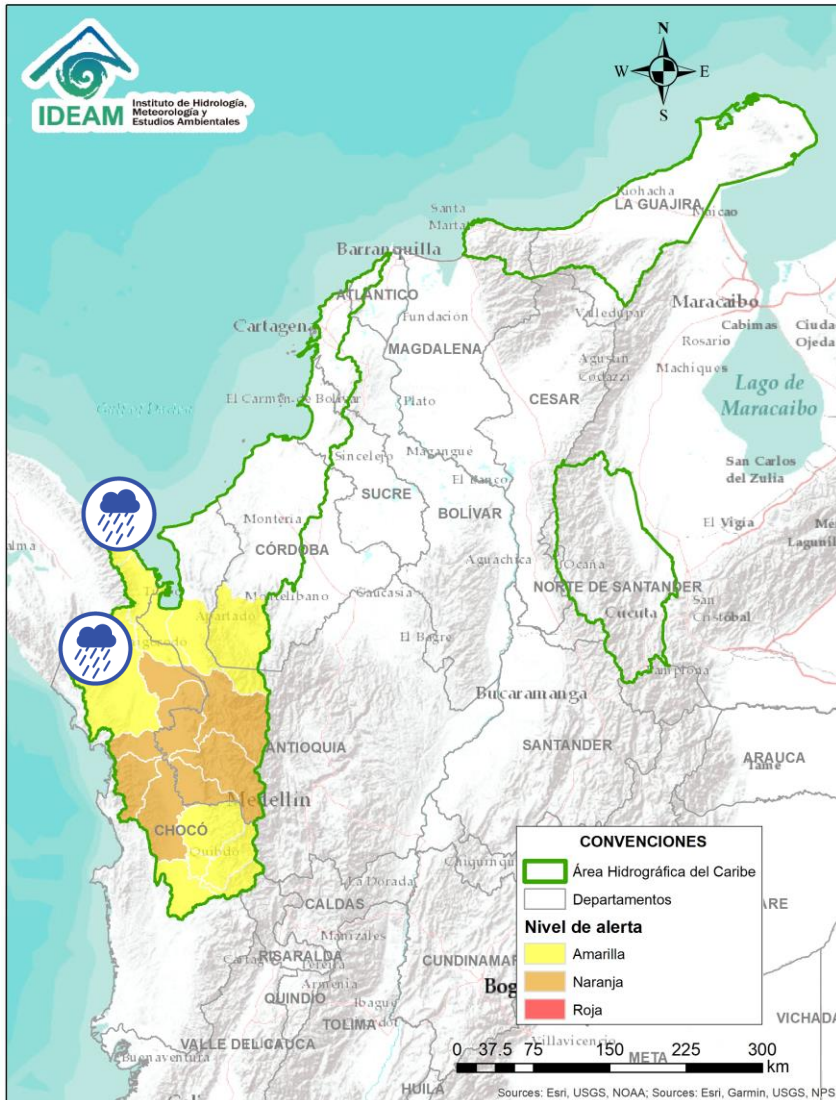 IDEAM
Instituto de Hidrología,
Meteorología y
Estudios Ambientales
N
W
E
S
Riohacha
LA GUAJIRA
Maicao
Santa
Marta
Barranquilla
ATLÁNTICO
Cartagena
Fundación
Valledupar
Maracaibo
Cabimas
Ciuda
Ojeda
MAGDALENA
Rosario
Agustín
Codazzi
Machiques
CESAR
Lago de
Maracaibo
El Carmen de Bolívar
Plato
Sincelejo
Magangué
San Carlos
del Zulia
SUCRE
El Banco
Montería
BOLÍVAR
El Vigía
CÓRDOBA
Aguachica
Ocaña
Montelíbano
Caucasia
NORTE DE SANTANDER
Apartadó
Cúcuta
San
Cristóbal
El Bagre
Pamplona
Bucaramanga
ANTIOQUIA
SANTANDER
ARAUCA
Tame
Medellín
CHOCÓ
Quibdó
Chiquinqu
La Dorada
CALDAS
Manizales
RISARALDA
Pereira
CUNDINAMAR
Armenia
QUINDÍO
Ibagué
Bog
TOLIMA
VALLE DEL CAUCA
Villavicencio
META
VICHADA
Buenaventura
HUILA
CONVENCIONES
Área Hidrográfica del Caribe
Departamentos
Nivel de alerta
Amarilla
Naranja
Roja
0 37.5 75 150 225 300
km
Sources: Esri, USGS, NOAA; Sources: Esri, Garmin, USGS, NPS